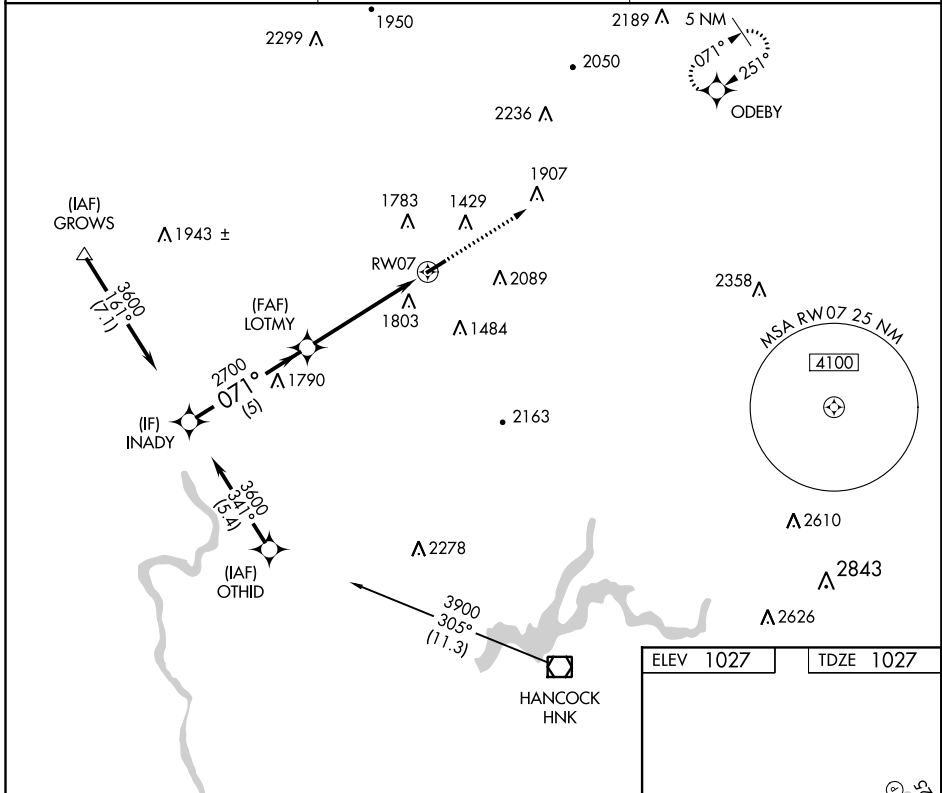 1950
2189
5 NM
2299
071°
251°
2050
ODEBY
2236
1907
(IAF)
GROWS
1783
1429
1943 ±
RW07
2089
2358
3600
161°
(7.1)
(FAF)
LOTMY
1803
1484
MSA RW07 25 NM
4100
2700
071°
(5)
1790
(IF)
INADY
2163
3600
341°
(5.4)
2610
(IAF)
OTHID
2278
2843
3900
305°
(11.3)
2626
ELEV 1027
TDZE 1027
HANCOCK
HNK
P